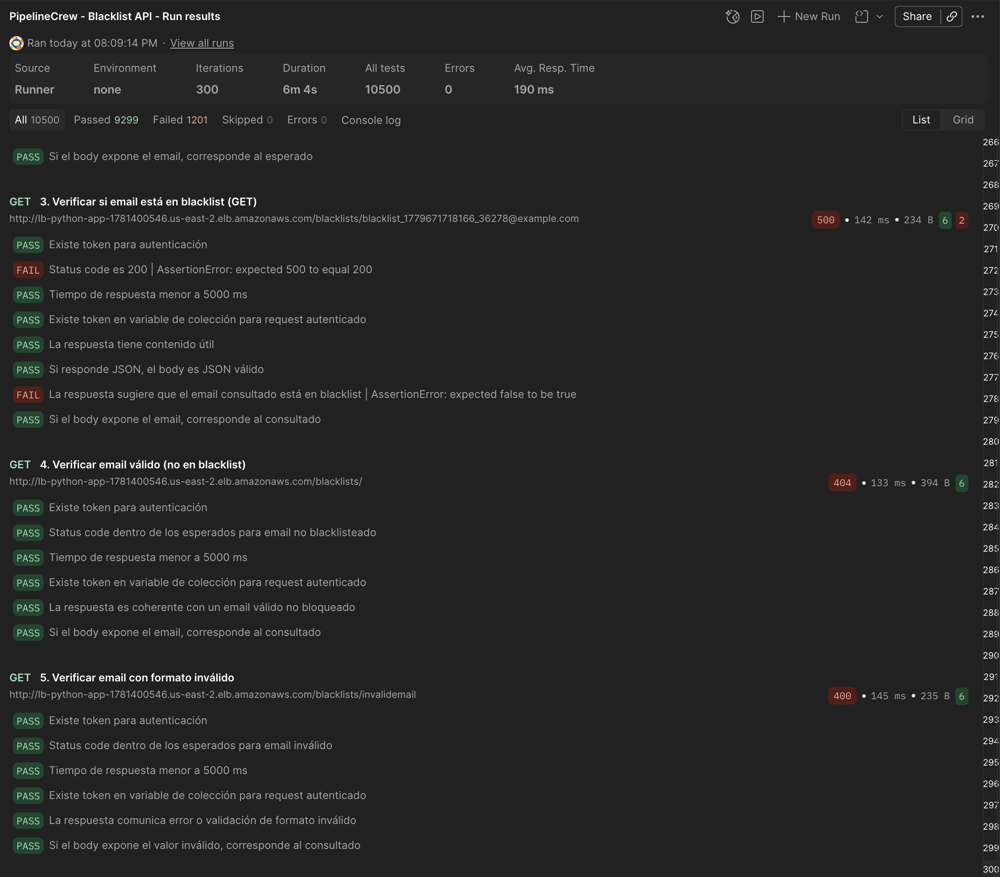 PipelineCrew - Blacklist API - Run results
New Run
Share
Ran today at 08:09:14 PM · View all runs
Source Environment Iterations Duration All tests Errors Avg. Resp. Time
Runner none 300 6m 4s 10500 0 190 ms
All 10500 Passed 9299 Failed 1201 Skipped 0 Errors 0 Console log List Grid
PASS Si el body expone el email, corresponde al esperado
GET 3. Verificar si email está en blacklist (GET)
http://lb-python-app-1781400546.us-east-2.elb.amazonaws.com/blacklists/blacklist_1779671718166_36278@example.com
500 • 142 ms • 234 B 6 2
PASS Existe token para autenticación
FAIL Status code es 200 | AssertionError: expected 500 to equal 200
PASS Tiempo de respuesta menor a 5000 ms
PASS Existe token en variable de colección para request autenticado
PASS La respuesta tiene contenido útil
PASS Si responde JSON, el body es JSON válido
FAIL La respuesta sugiere que el email consultado está en blacklist | AssertionError: expected false to be true
PASS Si el body expone el email, corresponde al consultado
GET 4. Verificar email válido (no en blacklist)
http://lb-python-app-1781400546.us-east-2.elb.amazonaws.com/blacklists/
404 • 133 ms • 394 B 6
PASS Existe token para autenticación
PASS Status code dentro de los esperados para email no blacklisteado
PASS Tiempo de respuesta menor a 5000 ms
PASS Existe token en variable de colección para request autenticado
PASS La respuesta es coherente con un email válido no bloqueado
PASS Si el body expone el email, corresponde al consultado
GET 5. Verificar email con formato inválido
http://lb-python-app-1781400546.us-east-2.elb.amazonaws.com/blacklists/invalidemail
400 • 145 ms • 235 B 6
PASS Existe token para autenticación
PASS Status code dentro de los esperados para email inválido
PASS Tiempo de respuesta menor a 5000 ms
PASS Existe token en variable de colección para request autenticado
PASS La respuesta comunica error o validación de formato inválido
PASS Si el body expone el valor inválido, corresponde al consultado
266
267
268
269
270
271
272
273
274
275
276
277
278
279
280
281
282
283
284
285
286
287
288
289
290
291
292
293
294
295
296
297
298
299
300